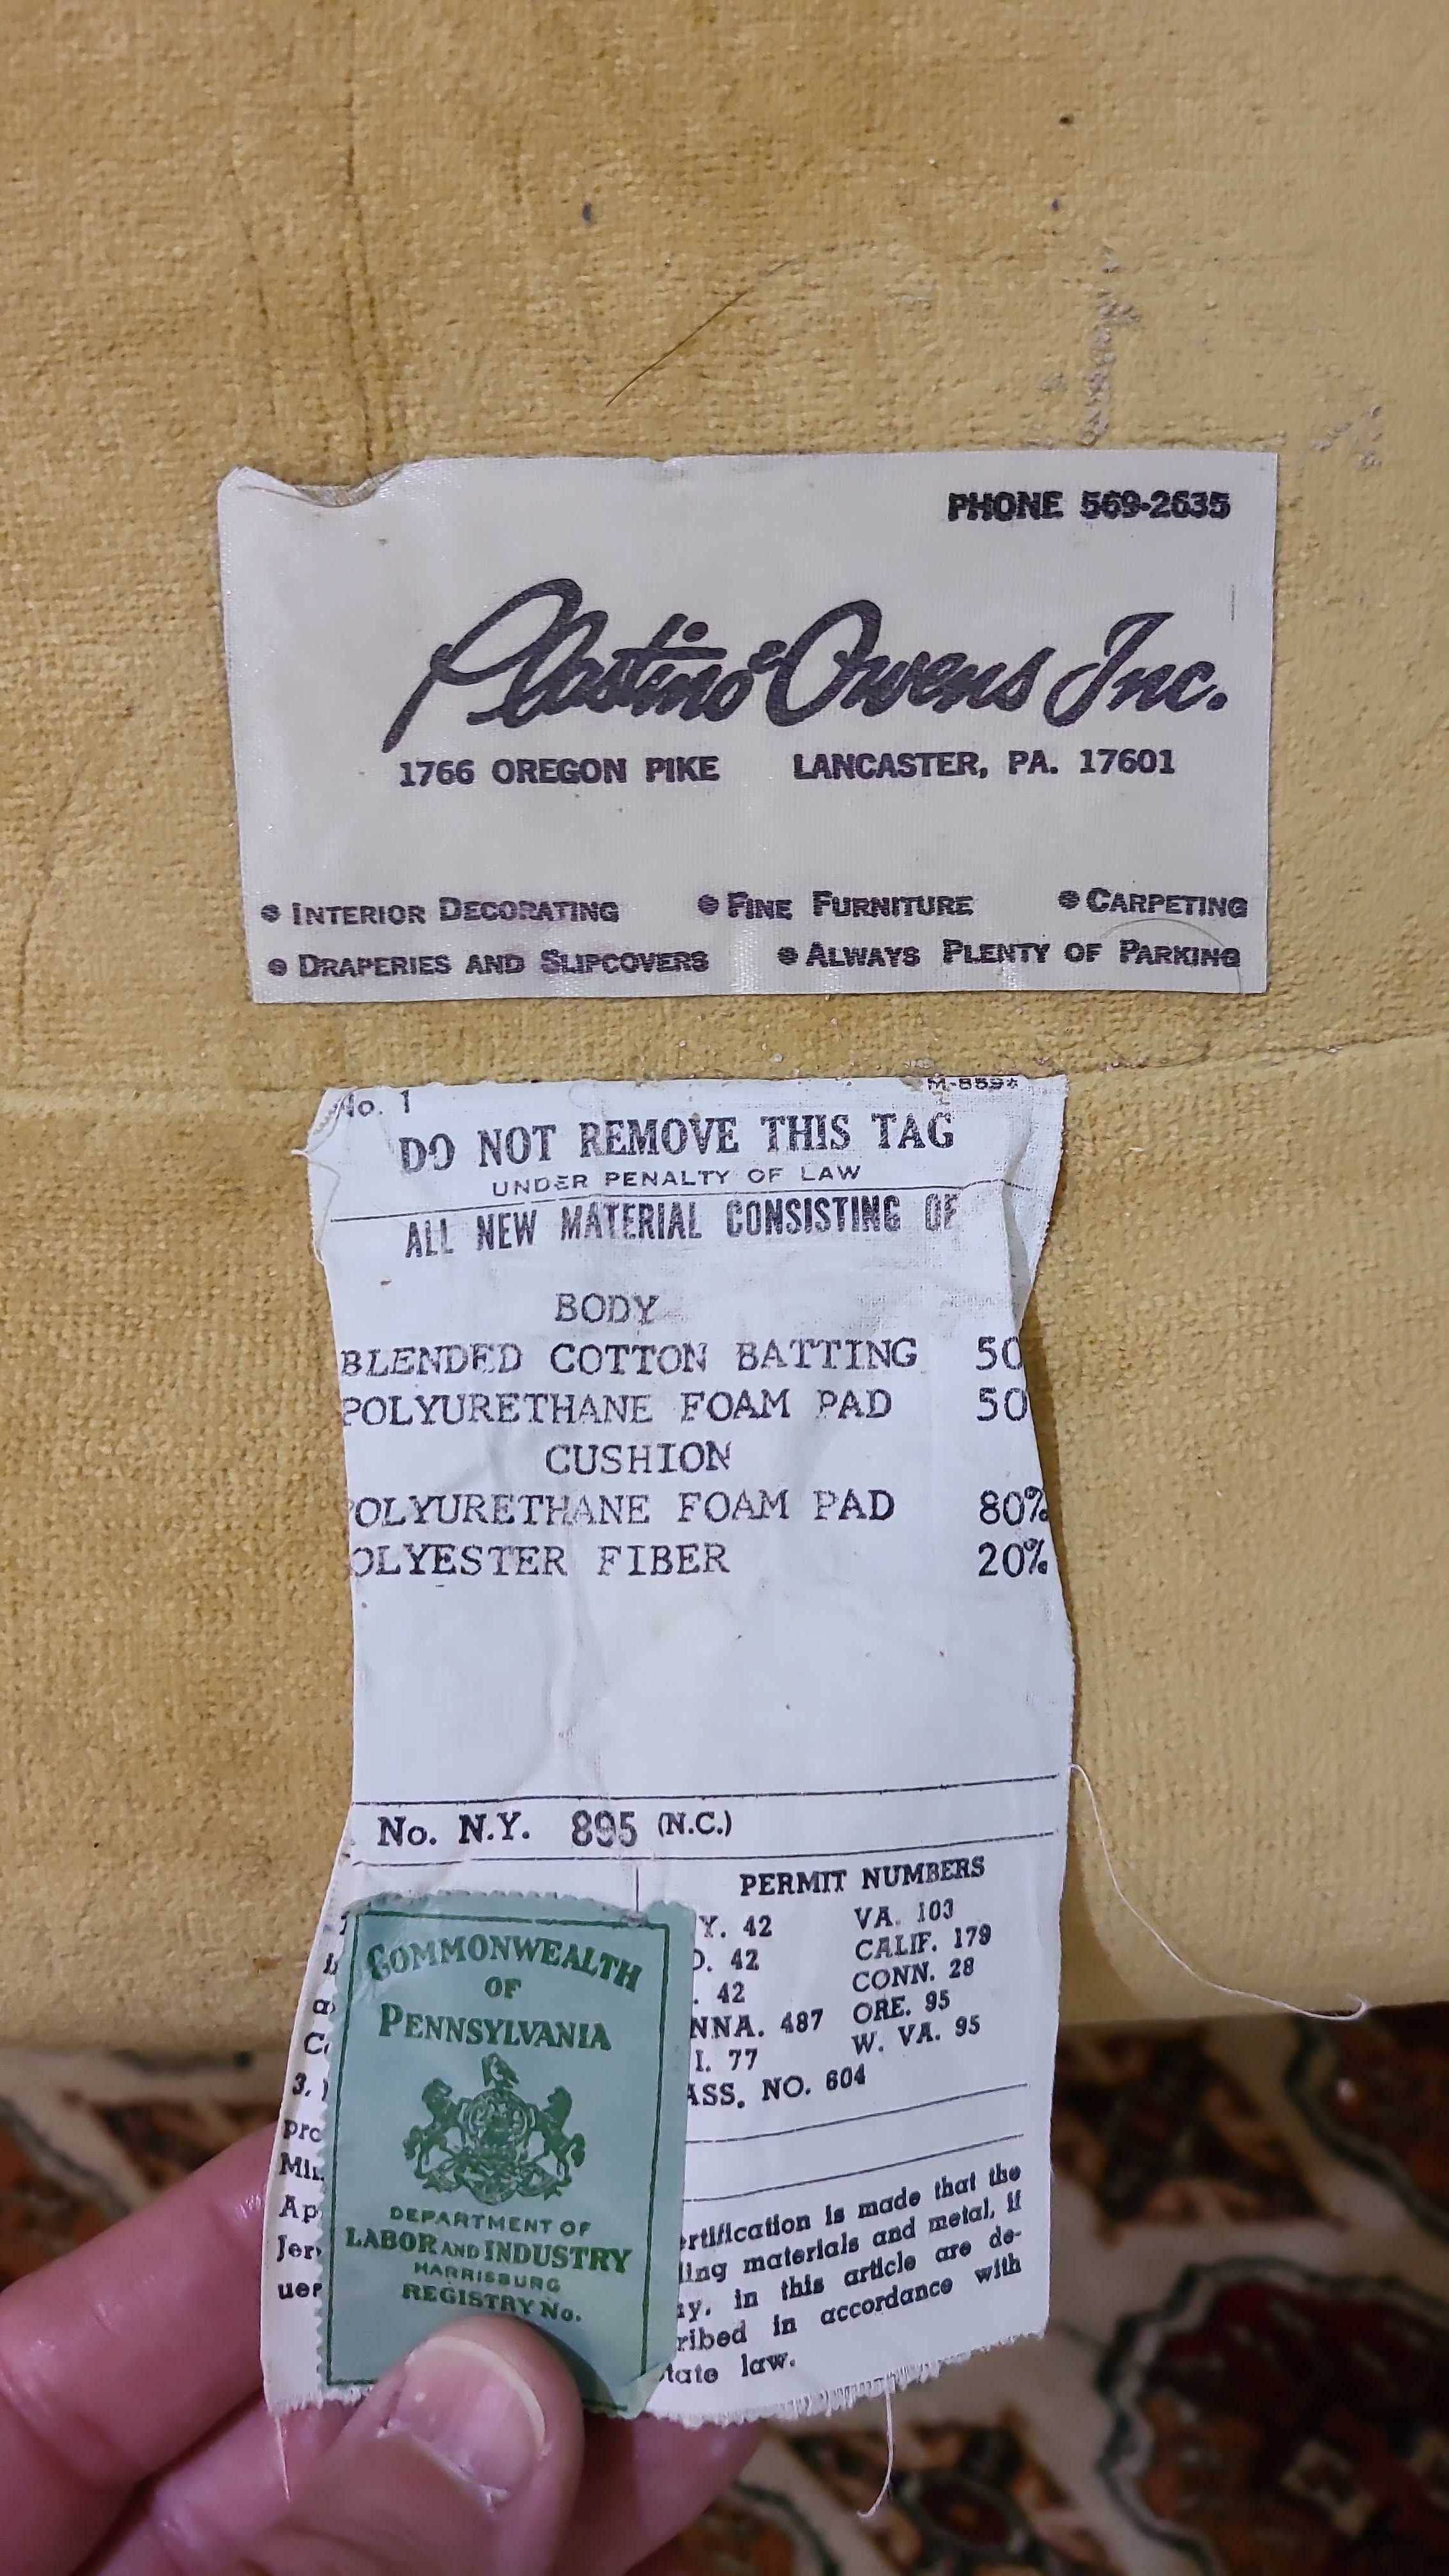 PHONE 569-2635
Plastino & Owens Inc.
1766 OREGON PIKE LANCASTER, PA. 17601
• INTERIOR DECORATING • FINE FURNITURE • CARPETING
• DRAPERIES AND SLIPCOVERS • ALWAYS PLENTY OF PARKING
No. 1
DO NOT REMOVE THIS TAG
UNDER PENALTY OF LAW
ALL NEW MATERIAL CONSISTING OF
BODY
BLENDED COTTON BATTING 50
POLYURETHANE FOAM PAD 50
CUSHION
OLYURETHANE FOAM PAD 80%
OLYESTER FIBER 20%
No. N.Y. 895 (N.C.)
PERMIT NUMBERS
Y. 42 VA. 103
. 42 CALIF. 179
. 42 CONN. 28
NNA. 487 ORE. 95
I. 77 W. VA. 95
ASS. NO. 604
COMMONWEALTH
OF
PENNSYLVANIA
DEPARTMENT OF
LABOR AND INDUSTRY
HARRISBURG
REGISTRY No.
ertification is made that the
ling materials and metal, if
ny, in this article are de-
ribed in accordance with
tate law.